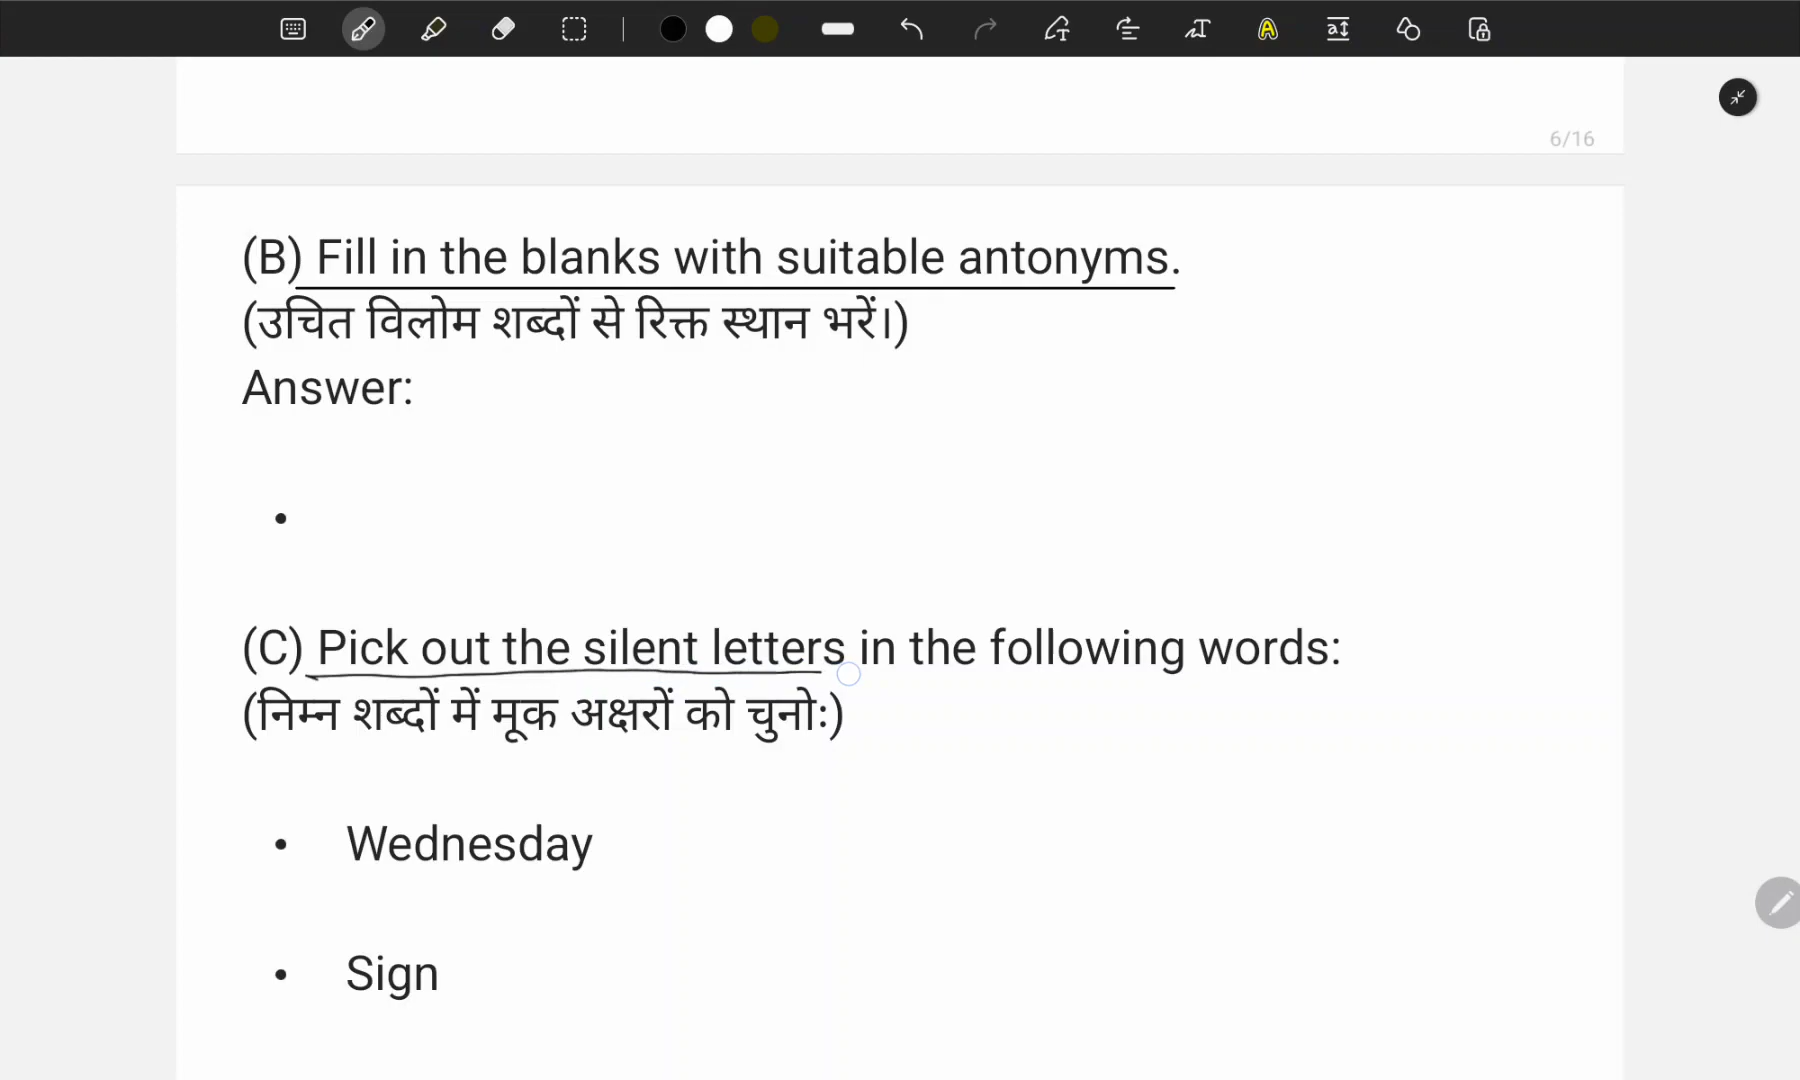 6/16
(B) Fill in the blanks with suitable antonyms.
(उचित विलोम शब्दों से रिक्त स्थान भरें।)
Answer:
•
(C) Pick out the silent letters in the following words:
(निम्न शब्दों में मूक अक्षरों को चुनोः)
• Wednesday
• Sign